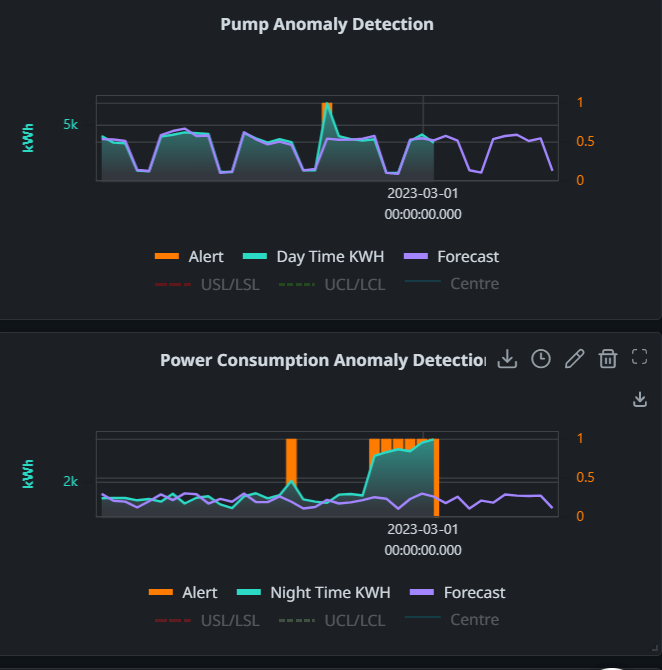 Pump Anomaly Detection
kWh
5k
1
0.5
0
2023-03-01
00:00:00.000
Alert Day Time KWH Forecast
USL/LSL UCL/LCL Centre
Power Consumption Anomaly Detectio
kWh
2k
1
0.5
0
2023-03-01
00:00:00.000
Alert Night Time KWH Forecast
USL/LSL UCL/LCL Centre